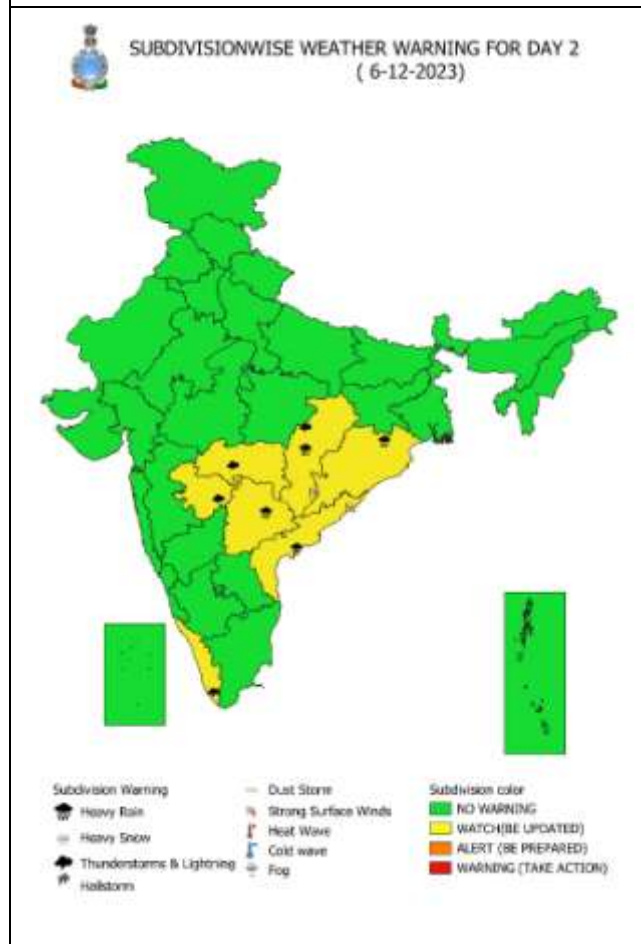 SUBDIVISIONWISE WEATHER WARNING FOR DAY 2
( 6-12-2023)
Subdivision Warning
Heavy Rain
Heavy Snow
Thunderstorms & Lightning
Hailstorm
Dust Storm
Strong Surface Winds
Heat Wave
Cold wave
Fog
Subdivision color
NO WARNING
WATCH(BE UPDATED)
ALERT (BE PREPARED)
WARNING (TAKE ACTION)